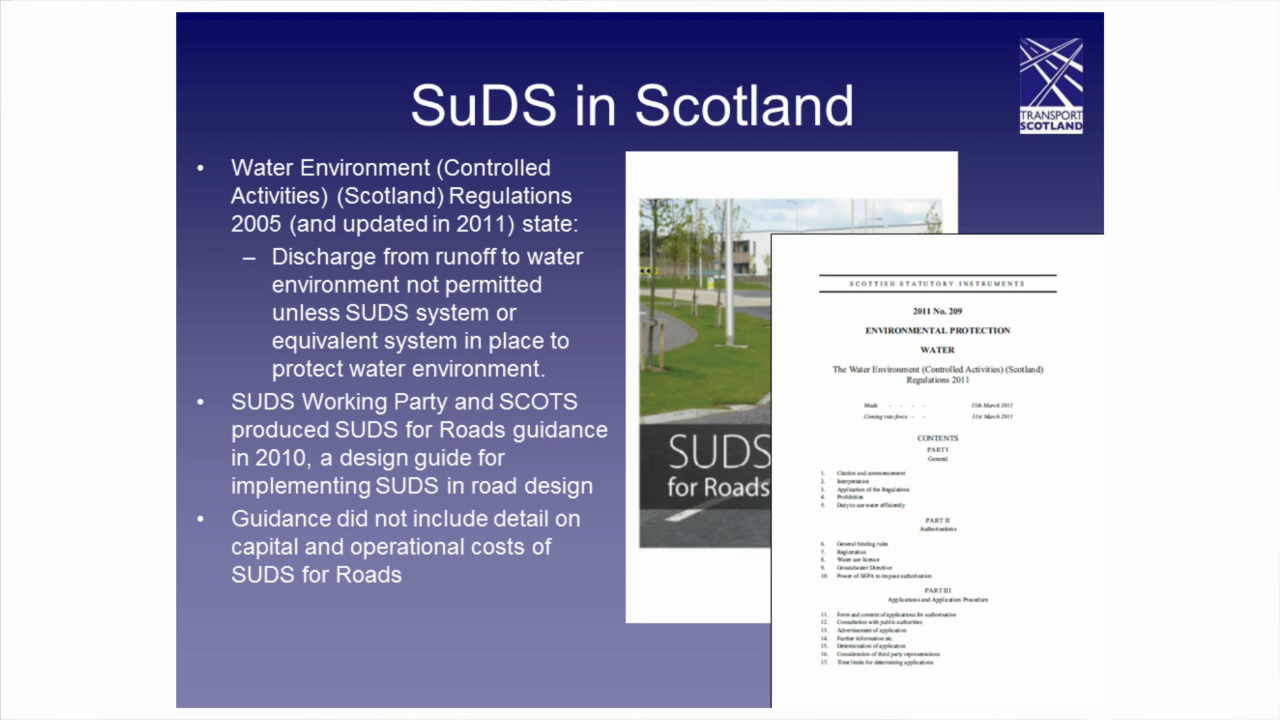 SuDS in Scotland
TRANSPORT
SCOTLAND
• Water Environment (Controlled
Activities) (Scotland) Regulations
2005 (and updated in 2011) state:
– Discharge from runoff to water
environment not permitted
unless SUDS system or
equivalent system in place to
protect water environment.
• SUDS Working Party and SCOTS
produced SUDS for Roads guidance
in 2010, a design guide for
implementing SUDS in road design
• Guidance did not include detail on
capital and operational costs of
SUDS for Roads
SUDS
for Roads
SCOTTISH STATUTORY INSTRUMENTS
2011 No. 209
ENVIRONMENTAL PROTECTION
WATER
The Water Environment (Controlled Activities) (Scotland)
Regulations 2011
Made - - - - 15th March 2011
Coming into force - - 31st March 2011
CONTENTS
PART I
General
1. Citation and commencement
2. Interpretation
3. Application of the Regulations
4. Prohibition
5. Duty to use water efficiently
PART II
Authorisations
6. General binding rules
7. Registration
8. Water use licence
9. Groundwater Directive
10. Power of SEPA to impose authorisation
PART III
Applications and Application Procedure
11. Form and content of applications for authorisation
12. Consultation with public authorities
13. Advertisement of application
14. Further information etc.
15. Determination of application
16. Consideration of third party representations
17. Time limits for determining applications